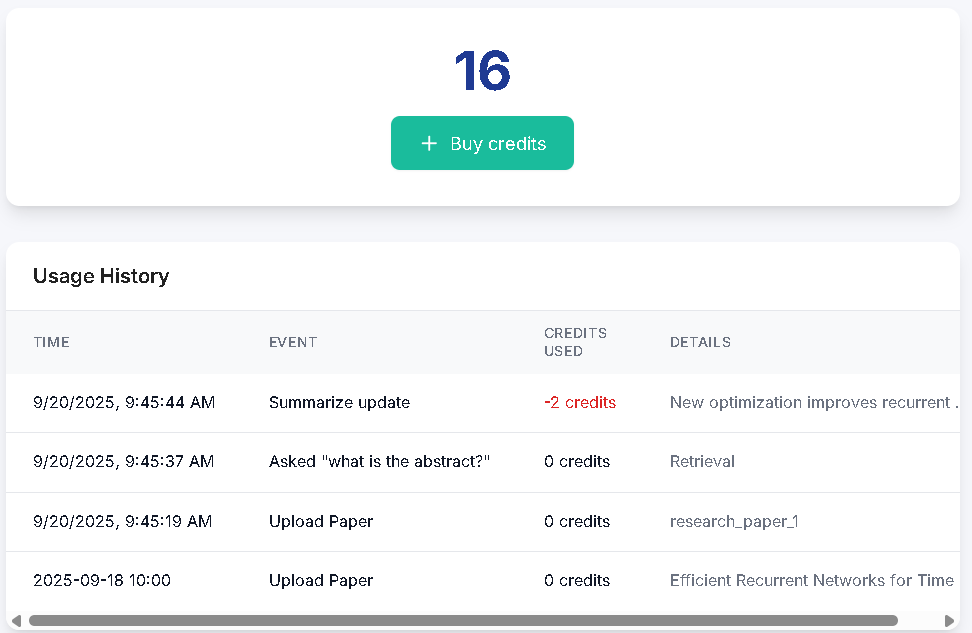 16
+ Buy credits
Usage History
TIME EVENT CREDITS USED DETAILS
9/20/2025, 9:45:44 AM Summarize update -2 credits New optimization improves recurrent .
9/20/2025, 9:45:37 AM Asked "what is the abstract?" 0 credits Retrieval
9/20/2025, 9:45:19 AM Upload Paper 0 credits research_paper_1
2025-09-18 10:00 Upload Paper 0 credits Efficient Recurrent Networks for Time